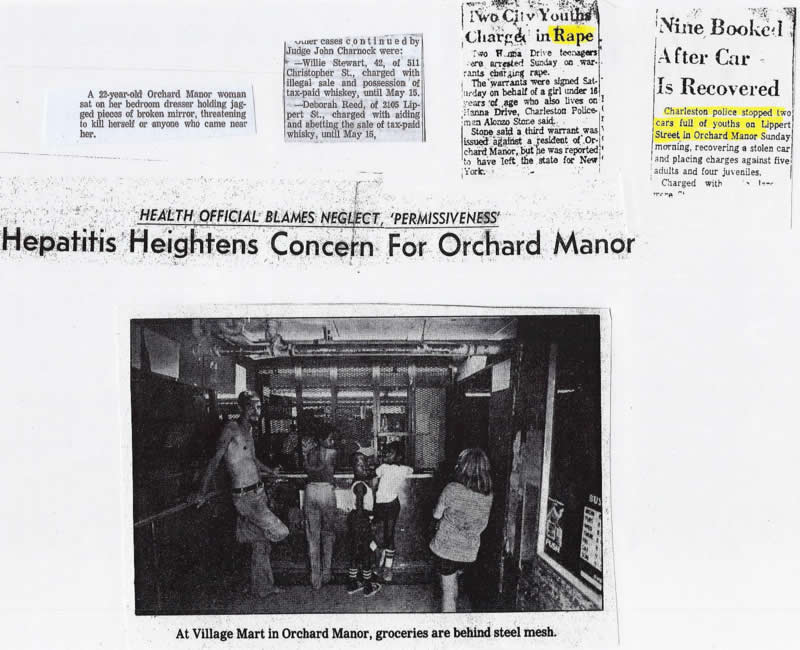 A 22-year-old Orchard Manor woman
sat on her bedroom dresser holding jag-
ged pieces of broken mirror, threatening
to kill herself or anyone who came near
her.
Other cases continued by
Judge John Charnock were:
—Willie Stewart, 42, of 511
Christopher St., charged with
illegal sale and possession of
tax-paid whiskey, until May 15.
—Deborah Reed, of 2105 Lip-
pert St., charged with aiding
and abetting the sale of tax-paid
whisky, until May 15,
Two City Youths
Charged in Rape
Two Drive teenagers
were arrested Sunday on war-
rants charging rape.
The warrants were signed Sat-
urday on behalf of a girl under 16
years of age who also lives on
Hanna Drive, Charleston Police-
man Alonzo Stone said.
Stone said a third warrant was
issued against a resident of Or-
chard Manor, but he was reported
to have left the state for New
York.
Nine Booked
After Car
Is Recovered
Charleston police stopped two
cars full of youths on Lippert
Street in Orchard Manor Sunday
morning, recovering a stolen car
and placing charges against five
adults and four juveniles.
Charged with
HEALTH OFFICIAL BLAMES NEGLECT, 'PERMISSIVENESS'
Hepatitis Heightens Concern For Orchard Manor
BUS
PUSH
At Village Mart in Orchard Manor, groceries are behind steel mesh.